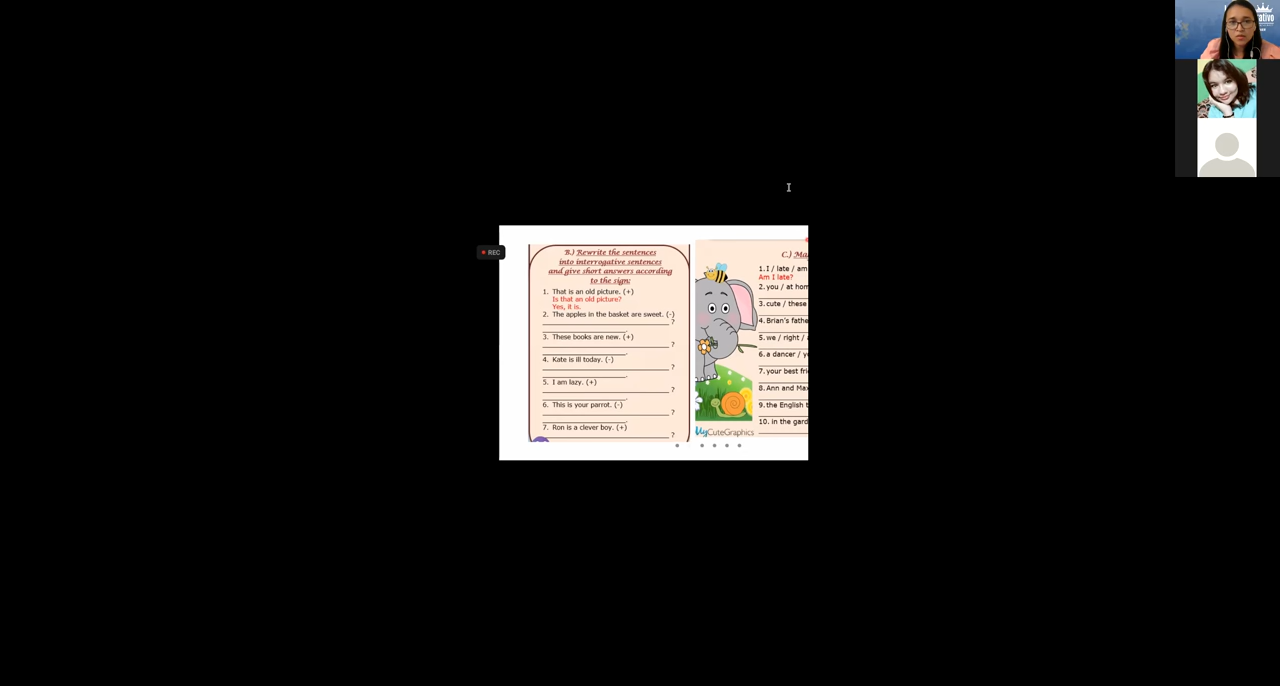 REC
B.) Rewrite the sentences
into interrogative sentences
and give short answers according
to the sign:
1. That is an old picture. (+)
Is that an old picture?
Yes, it is.
2. The apples in the basket are sweet. (-)
?
3. These books are new. (+)
?
4. Kate is ill today. (-)
?
5. I am lazy. (+)
?
6. This is your parrot. (-)
?
7. Ron is a clever boy. (+)
?
C.)
1. I / late / am
Am I late?
2. you / at hom
3. cute / these
4. Brian's fathe
5. we / right /
6. a dancer / y
7. your best fri
8. Ann and Ma
9. the English t
10. in the gard
MyCuteGraphics